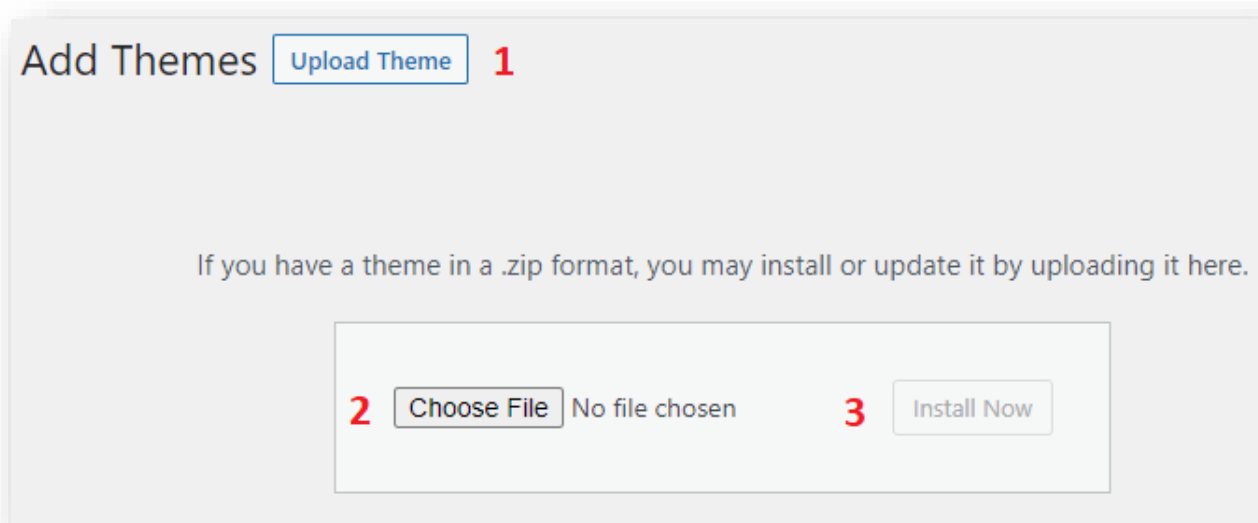 Add Themes Upload Theme 1
If you have a theme in a .zip format, you may install or update it by uploading it here.
2 Choose File No file chosen 3 Install Now